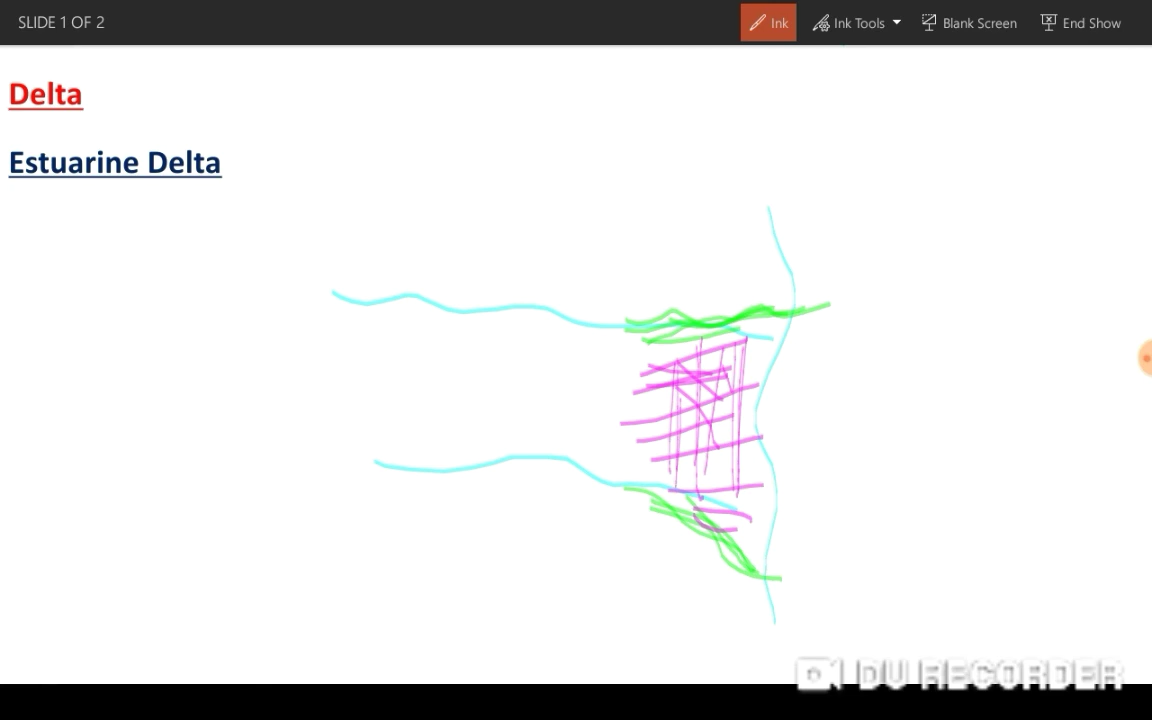 SLIDE 1 OF 2
Ink
Ink Tools
Blank Screen
End Show
Delta
Estuarine Delta
DU RECORDER